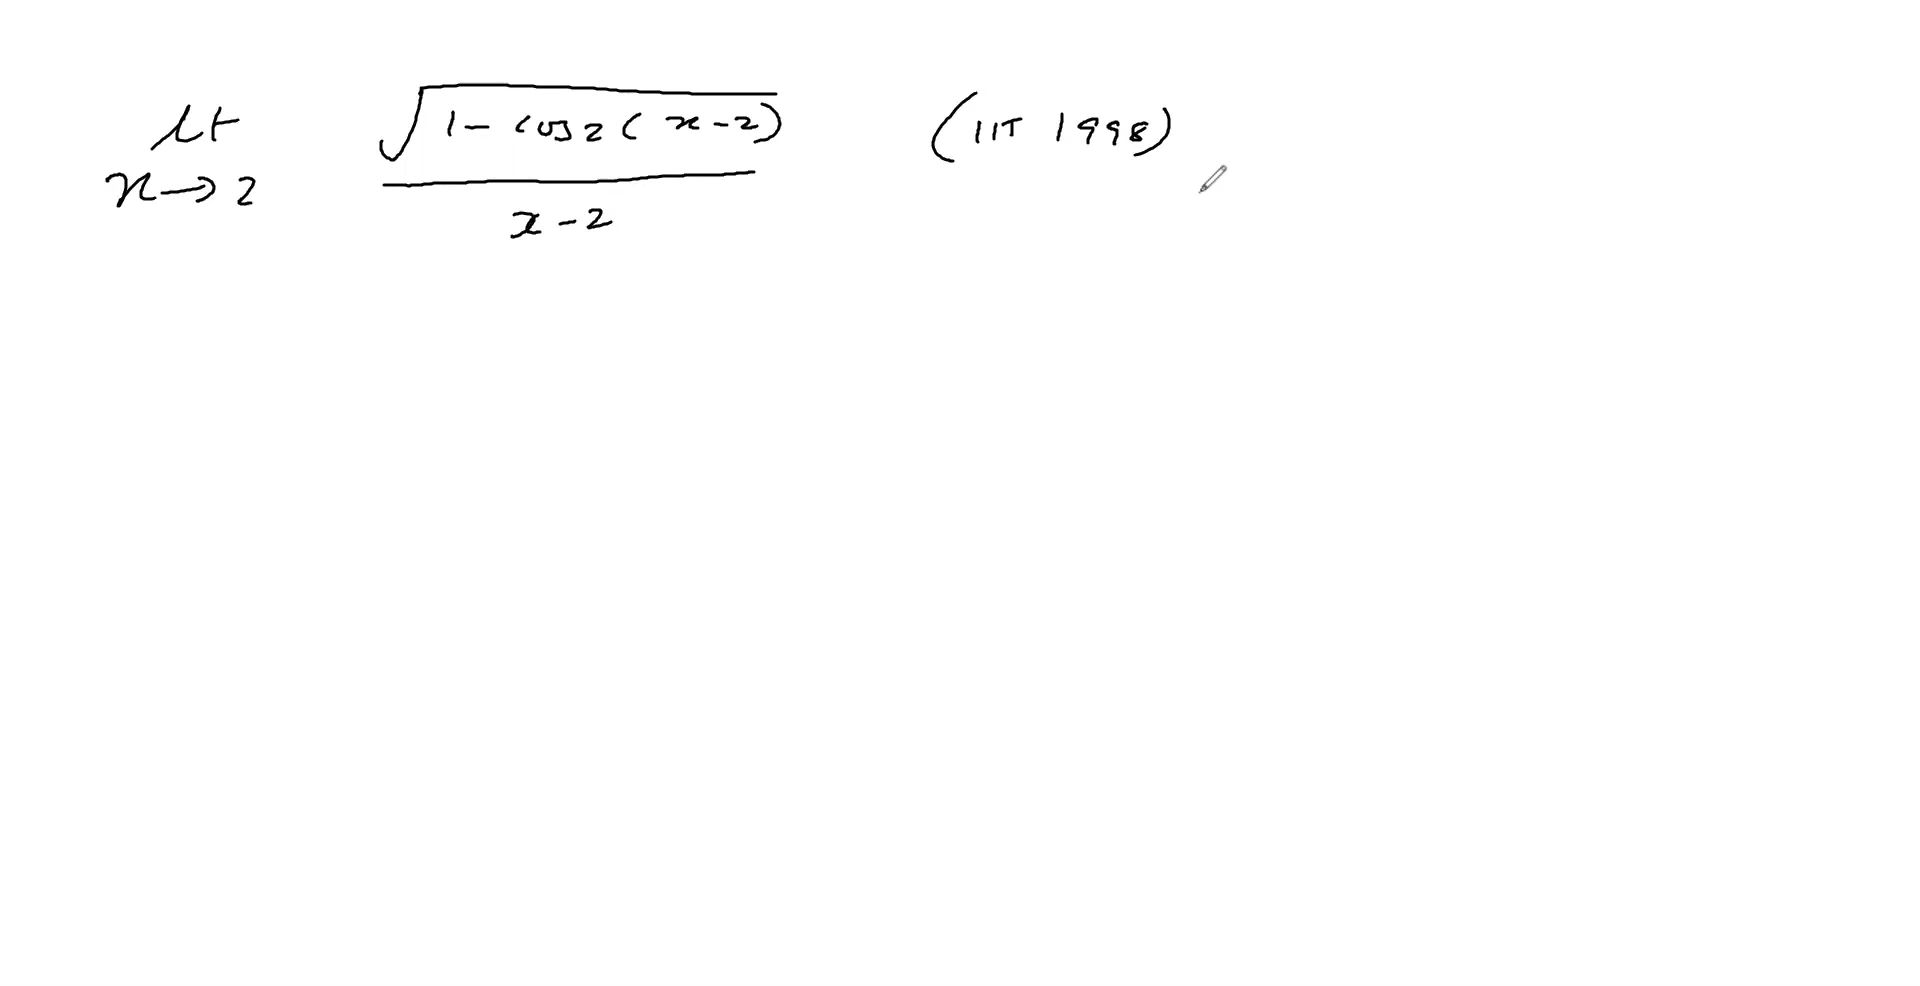 lt √(1 - cos 2 (x - 2)) (IIT 1998)
x → 2 x - 2